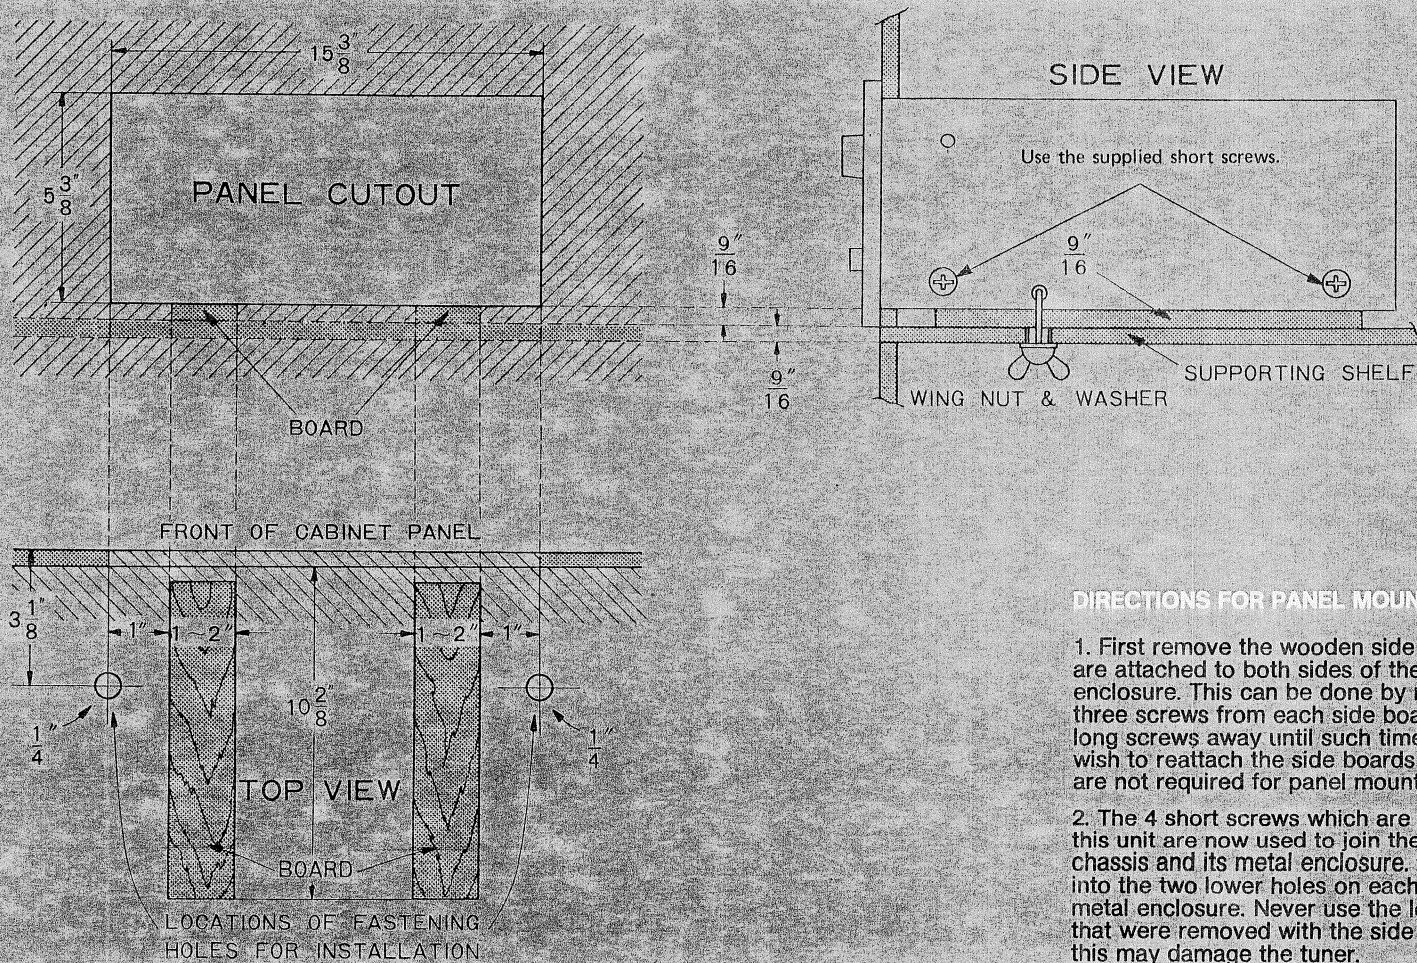 15 3/8"
5 3/8"
PANEL CUTOUT
BOARD
9/16"
9/16"
SIDE VIEW
Use the supplied short screws.
9/16"
SUPPORTING SHELF
WING NUT & WASHER
FRONT OF CABINET PANEL
3 1/8"
1"
1~2"
1~2"
1"
10 2/8"
1/4"
1/4"
TOP VIEW
BOARD
LOCATIONS OF FASTENING
HOLES FOR INSTALLATION
DIRECTIONS FOR PANEL MOUN
1. First remove the wooden side
are attached to both sides of the
enclosure. This can be done by
three screws from each side boa
long screws away until such time
wish to reattach the side boards
are not required for panel mount
2. The 4 short screws which are
this unit are now used to join the
chassis and its metal enclosure.
into the two lower holes on each
metal enclosure. Never use the lo
that were removed with the side
this may damage the tuner.